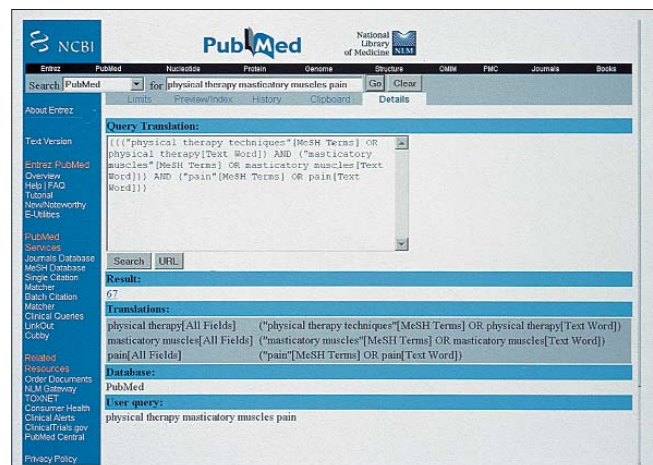 NCBI
PubMed
National
Library
of Medicine NLM
Entrez PubMed Nucleotide Protein Genome Structure OMIM PMC Journals Books
Search PubMed for physical therapy masticatory muscles pain Go Clear
Limits Preview/Index History Clipboard Details
About Entrez
Text Version
Entrez PubMed
Overview
Help | FAQ
Tutorial
New/Noteworthy
E-Utilities
PubMed
Services
Journals Database
MeSH Database
Single Citation
Matcher
Batch Citation
Matcher
Clinical Queries
LinkOut
Cubby
Related
Resources
Order Documents
NLM Gateway
TOXNET
Consumer Health
Clinical Alerts
ClinicalTrials.gov
PubMed Central
Privacy Policy
Query Translation:
((("physical therapy techniques"[MeSH Terms] OR
physical therapy[Text Word]) AND ("masticatory
muscles"[MeSH Terms] OR masticatory muscles[Text
Word])) AND ("pain"[MeSH Terms] OR pain[Text
Word]))
Search URL
Result:
67
Translations:
physical therapy[All Fields] ("physical therapy techniques"[MeSH Terms] OR physical therapy[Text Word])
masticatory muscles[All Fields] ("masticatory muscles"[MeSH Terms] OR masticatory muscles[Text Word])
pain[All Fields] ("pain"[MeSH Terms] OR pain[Text Word])
Database:
PubMed
User query:
physical therapy masticatory muscles pain